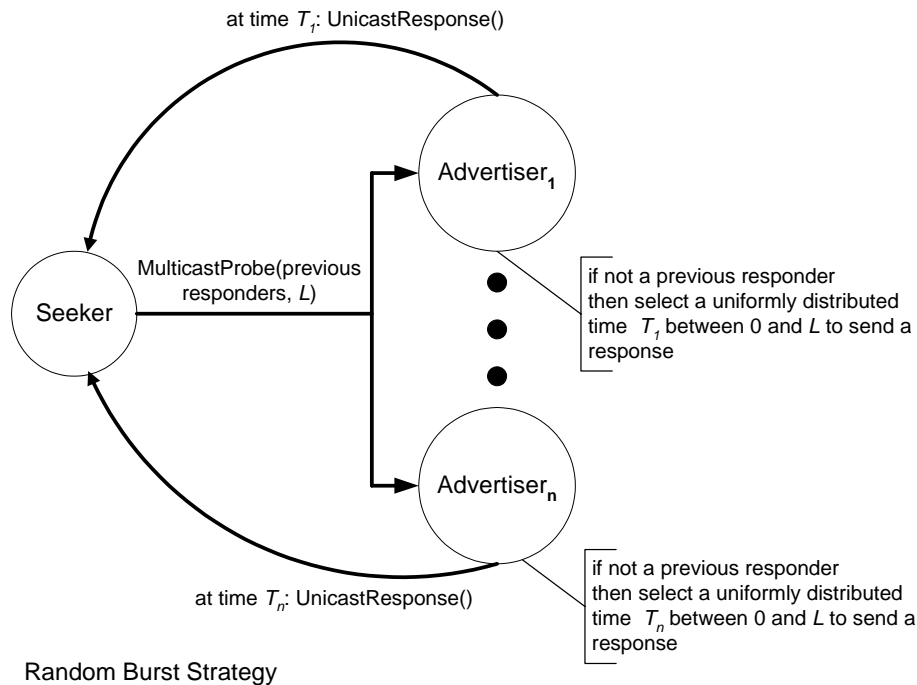 at time T1: UnicastResponse()
Advertiser1
MulticastProbe(previous
responders, L)
Seeker
if not a previous responder
then select a uniformly distributed
time T1 between 0 and L to send a
response
Advertisern
at time Tn: UnicastResponse()
if not a previous responder
then select a uniformly distributed
time Tn between 0 and L to send a
response
Random Burst Strategy